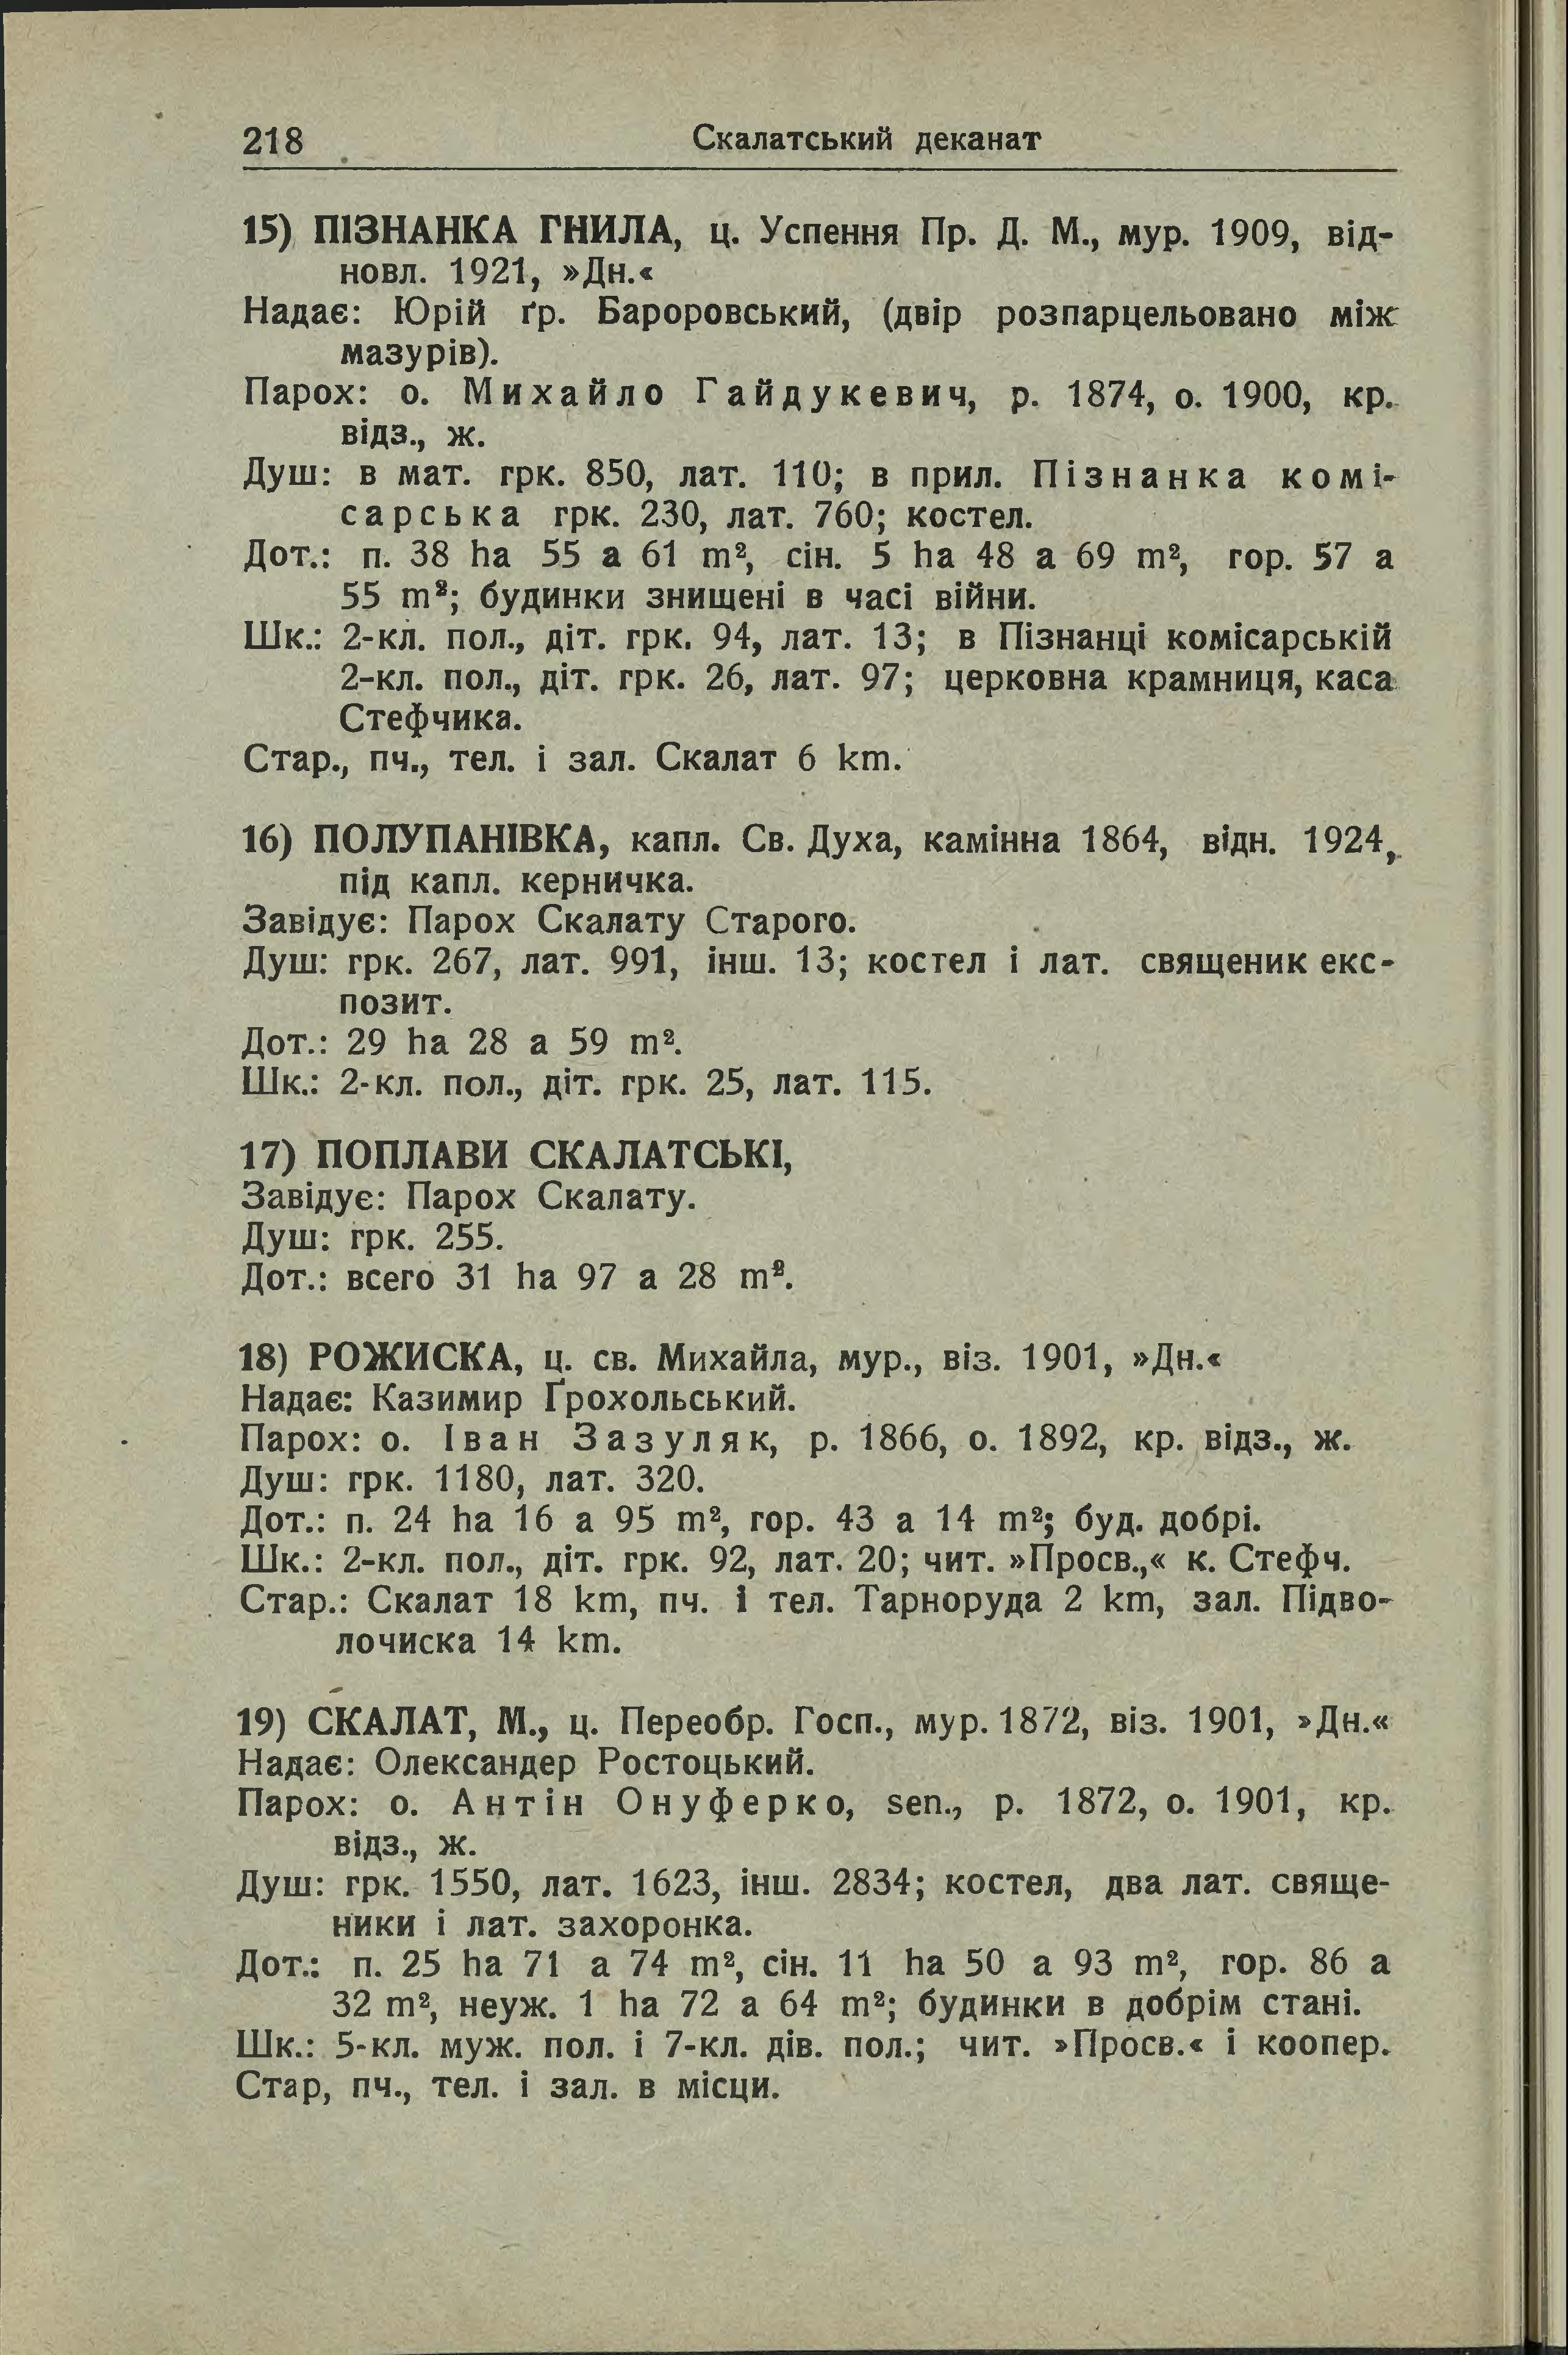 218 Скалатський деканат
15) ПІЗНАНКА ГНИЛА, ц. Успення Пр. Д. М., мур. 1909, від-
новл. 1921, »Дн.«
Надає: Юрій ґр. Бароровський, (двір розпарцельовано між
мазурів).
Парох: о. Михайло Гайдукевич, р. 1874, о. 1900, кр.
відз., ж.
Душ: в мат. грк. 850, лат. 110; в прил. Пізнанка комі-
сарська грк. 230, лат. 760; костел.
Дот.: п. 38 ha 55 a 61 m², сін. 5 ha 48 a 69 m², гор. 57 a
55 m²; будинки знищені в часі війни.
Шк.: 2-кл. пол., діт. грк. 94, лат. 13; в Пізнанці комісарській
2-кл. пол., діт. грк. 26, лат. 97; церковна крамниця, каса
Стефчика.
Стар., пч., тел. і зал. Скалат 6 km.
16) ПОЛУПАНІВКА, капл. Св. Духа, камінна 1864, відн. 1924,
під капл. керничка.
Завідує: Парох Скалату Старого.
Душ: грк. 267, лат. 991, інш. 13; костел і лат. священик екс-
позит.
Дот.: 29 ha 28 a 59 m².
Шк.: 2-кл. пол., діт. грк. 25, лат. 115.
17) ПОПЛАВИ СКАЛАТСЬКІ,
Завідує: Парох Скалату.
Душ: грк. 255.
Дот.: всего 31 ha 97 a 28 m².
18) РОЖИСКА, ц. св. Михайла, мур., віз. 1901, »Дн.«
Надає: Казимир Ґрохольський.
Парох: о. Іван Зазуляк, р. 1866, о. 1892, кр. відз., ж.
Душ: грк. 1180, лат. 320.
Дот.: п. 24 ha 16 a 95 m², гор. 43 a 14 m²; буд. добрі.
Шк.: 2-кл. пол., діт. грк. 92, лат. 20; чит. »Просв.,« к. Стефч.
Стар.: Скалат 18 km, пч. і тел. Тарноруда 2 km, зал. Підво-
лочиска 14 km.
19) СКАЛАТ, М., ц. Переобр. Госп., мур. 1872, віз. 1901, »Дн.«
Надає: Олександер Ростоцький.
Парох: о. Антін Онуферко, sen., р. 1872, о. 1901, кр.
відз., ж.
Душ: грк. 1550, лат. 1623, інш. 2834; костел, два лат. свяще-
ники і лат. захоронка.
Дот.: п. 25 ha 71 a 74 m², сін. 11 ha 50 a 93 m², гор. 86 a
32 m², неуж. 1 ha 72 a 64 m²; будинки в добрім стані.
Шк.: 5-кл. муж. пол. і 7-кл. дів. пол.; чит. »Просв.« і коопер.
Стар, пч., тел. і зал. в місци.